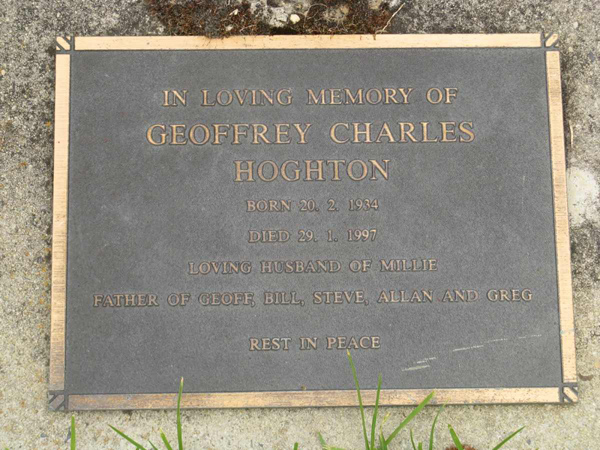 IN LOVING MEMORY OF
GEOFFREY CHARLES
HOGHTON
BORN 20. 2. 1934
DIED 29. 1. 1997
LOVING HUSBAND OF MILLIE
FATHER OF GEOFF, BILL, STEVE, ALLAN AND GREG
REST IN PEACE